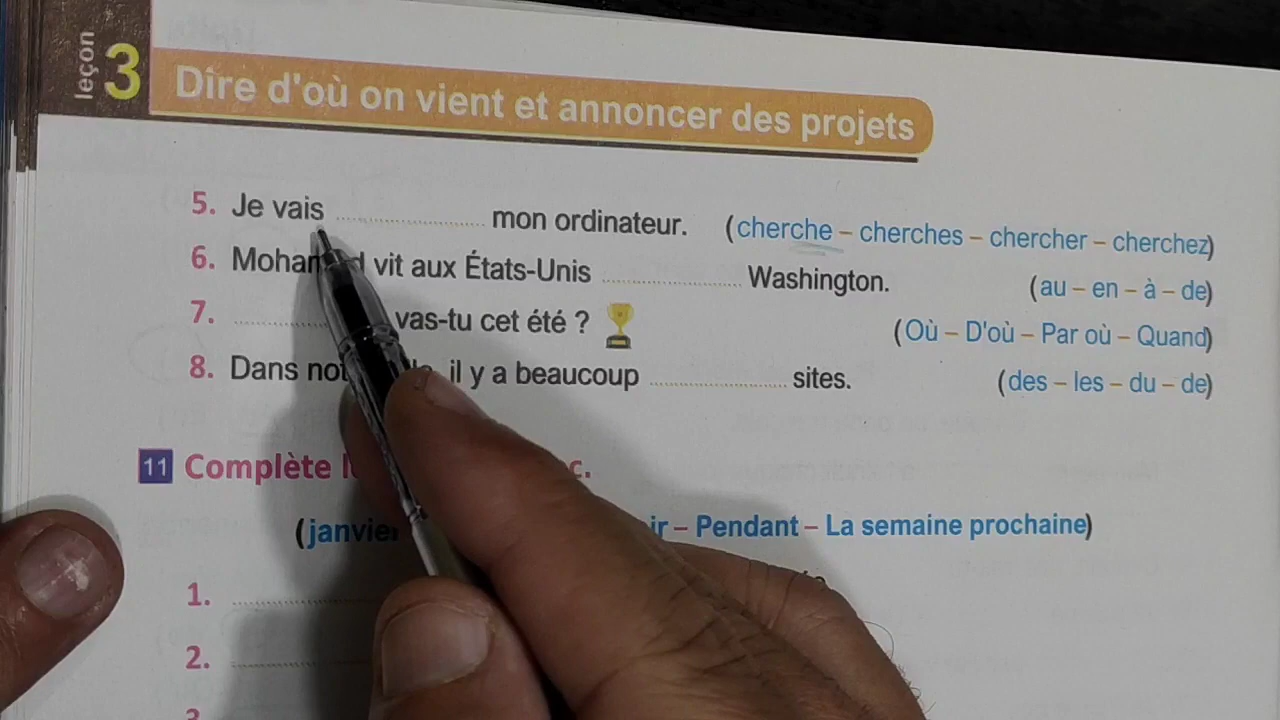 leçon 3
Dire d'où on vient et annoncer des projets
5. Je vais .................... mon ordinateur. (cherche – cherches – chercher – cherchez)
6. vit aux États-Unis .................... Washington. (au – en – à – de)
7. .................... vas-tu cet été ? (Où – D'où – Par où – Quand)
8. Dans il y a beaucoup .................... sites. (des – les – du – de)
11 Complète
(janvier – Pendant – La semaine prochaine)
1. ....................
2. ....................
3.